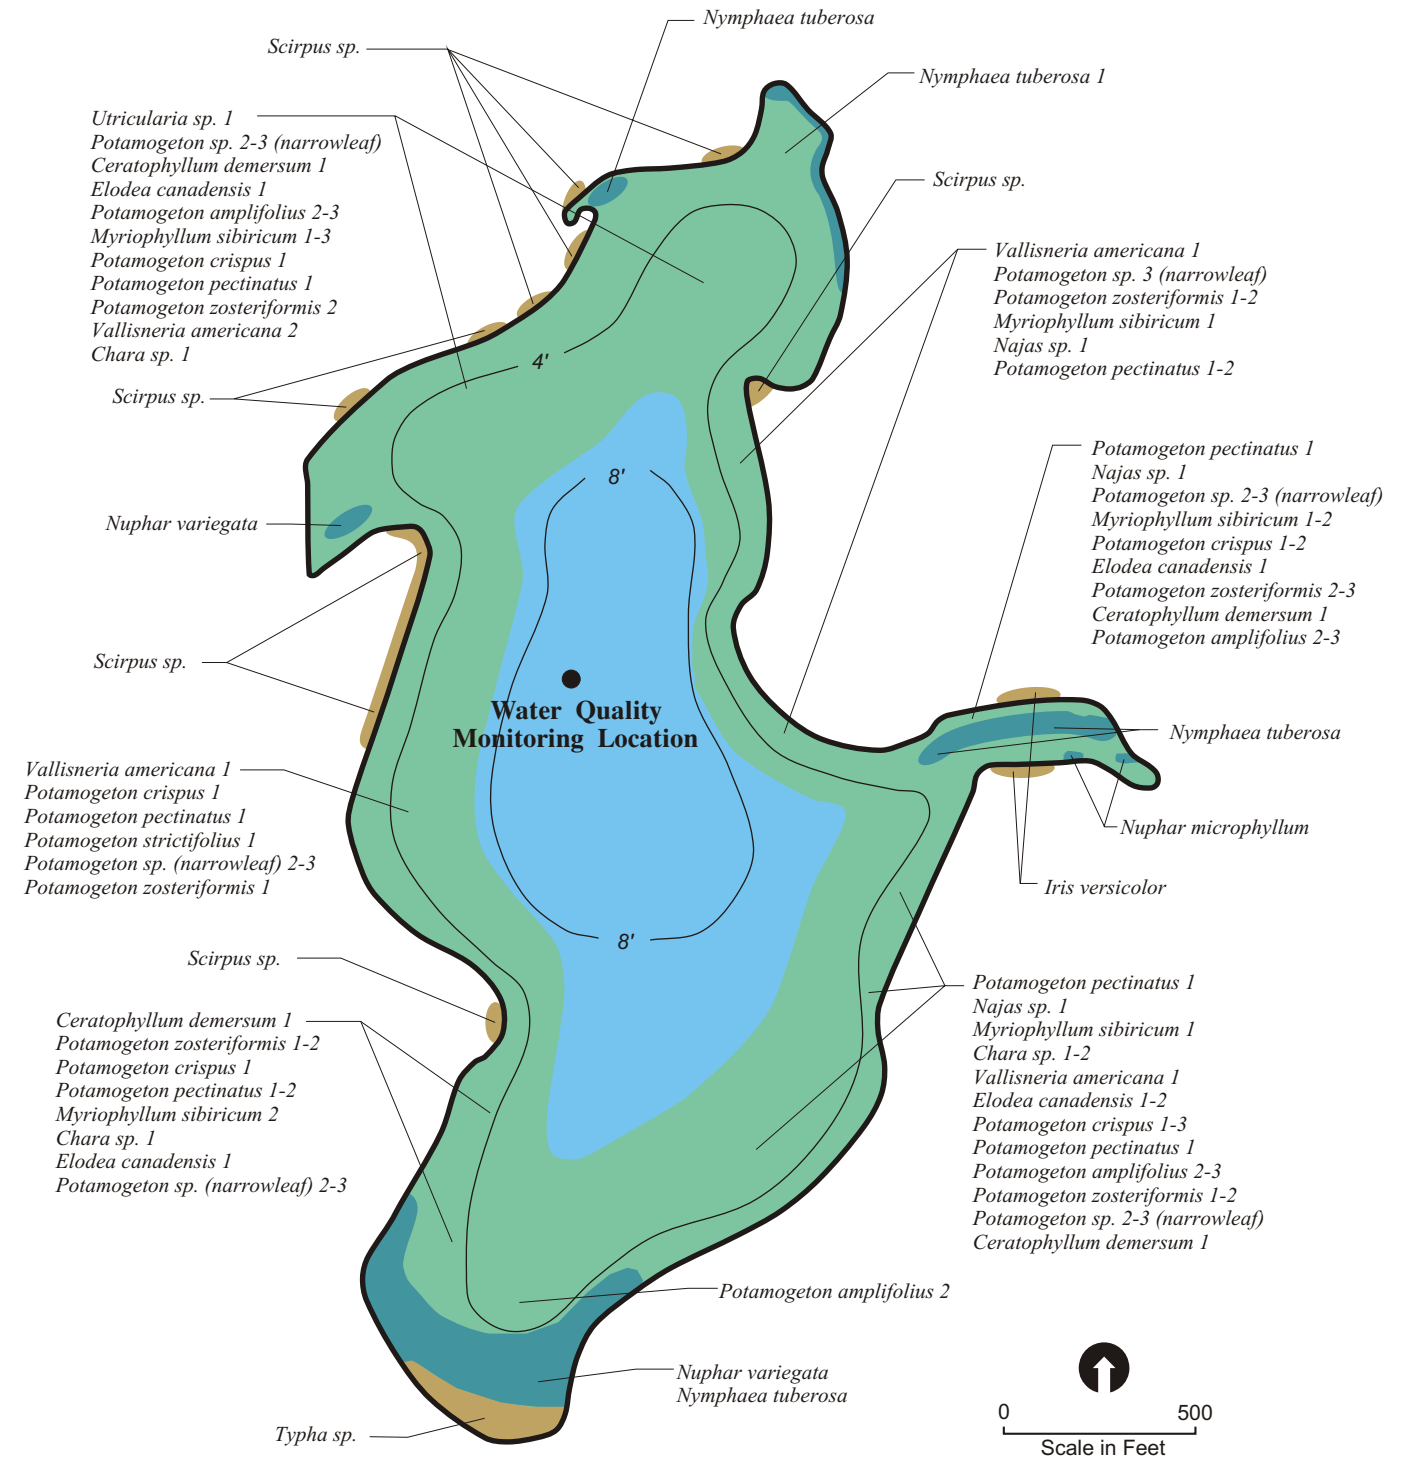 Nymphaea tuberosa
Scirpus sp.
Nymphaea tuberosa 1
Utricularia sp. 1
Potamogeton sp. 2-3 (narrowleaf)
Ceratophyllum demersum 1
Elodea canadensis 1
Potamogeton amplifolius 2-3
Myriophyllum sibiricum 1-3
Potamogeton crispus 1
Potamogeton pectinatus 1
Potamogeton zosteriformis 2
Vallisneria americana 2
Chara sp. 1
Scirpus sp.
Vallisneria americana 1
Potamogeton sp. 3 (narrowleaf)
Potamogeton zosteriformis 1-2
Myriophyllum sibiricum 1
Najas sp. 1
Potamogeton pectinatus 1-2
4'
Scirpus sp.
8'
Potamogeton pectinatus 1
Najas sp. 1
Potamogeton sp. 2-3 (narrowleaf)
Myriophyllum sibiricum 1-2
Potamogeton crispus 1-2
Elodea canadensis 1
Potamogeton zosteriformis 2-3
Ceratophyllum demersum 1
Potamogeton amplifolius 2-3
Nuphar variegata
Scirpus sp.
Water Quality
Monitoring Location
Nymphaea tuberosa
Vallisneria americana 1
Potamogeton crispus 1
Potamogeton pectinatus 1
Potamogeton strictifolius 1
Potamogeton sp. (narrowleaf) 2-3
Potamogeton zosteriformis 1
Nuphar microphyllum
Iris versicolor
8'
Scirpus sp.
Potamogeton pectinatus 1
Najas sp. 1
Myriophyllum sibiricum 1
Chara sp. 1-2
Vallisneria americana 1
Elodea canadensis 1-2
Potamogeton crispus 1-3
Potamogeton pectinatus 1
Potamogeton amplifolius 2-3
Potamogeton zosteriformis 1-2
Potamogeton sp. 2-3 (narrowleaf)
Ceratophyllum demersum 1
Ceratophyllum demersum 1
Potamogeton zosteriformis 1-2
Potamogeton crispus 1
Potamogeton pectinatus 1-2
Myriophyllum sibiricum 2
Chara sp. 1
Elodea canadensis 1
Potamogeton sp. (narrowleaf) 2-3
Potamogeton amplifolius 2
Nuphar variegata
Nymphaea tuberosa
Typha sp.
0 500
Scale in Feet